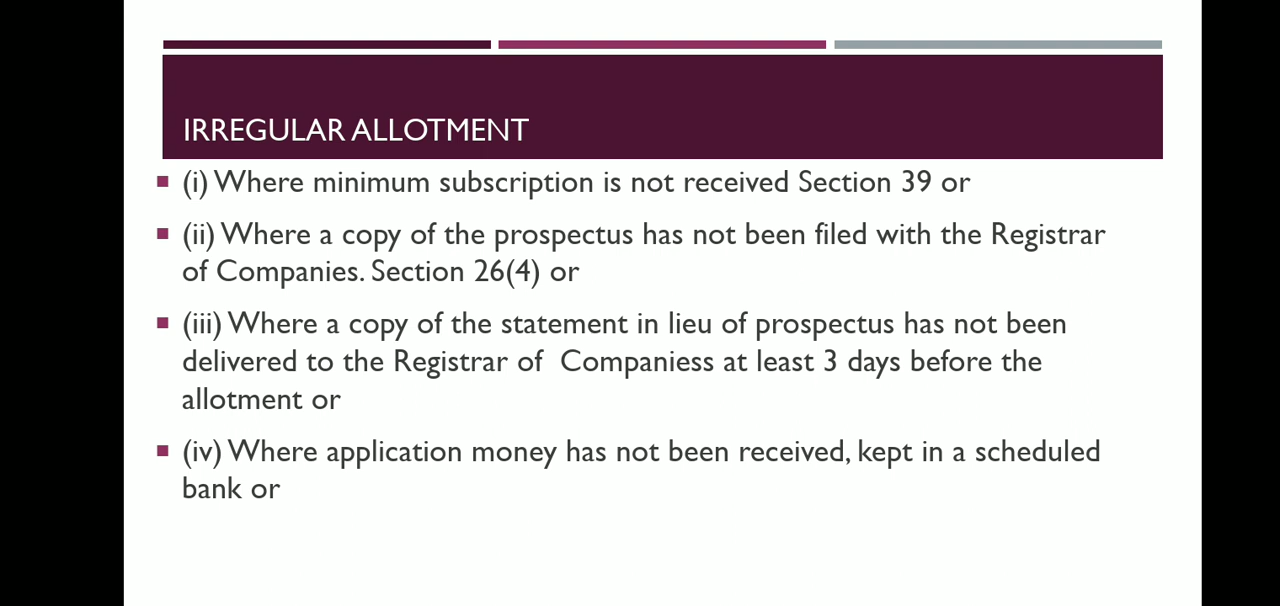 IRREGULAR ALLOTMENT
(i) Where minimum subscription is not received Section 39 or
(ii) Where a copy of the prospectus has not been filed with the Registrar
of Companies. Section 26(4) or
(iii) Where a copy of the statement in lieu of prospectus has not been
delivered to the Registrar of  Companiess at least 3 days before the
allotment or
(iv) Where application money has not been received, kept in a scheduled
bank or